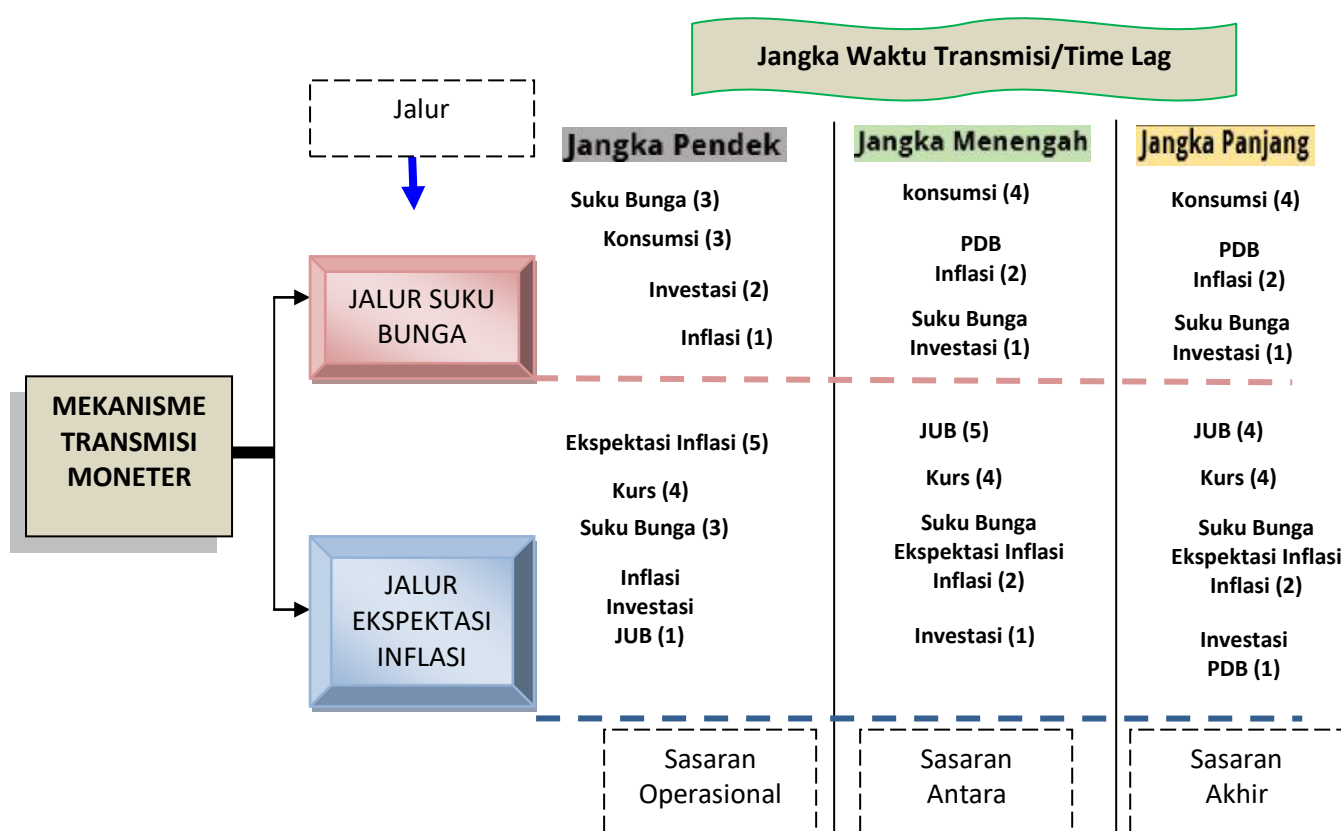 Jangka Waktu Transmisi/Time Lag
Jalur
Jangka Pendek
Jangka Menengah
Jangka Panjang
MEKANISME
TRANSMISI
MONETER
JALUR SUKU
BUNGA
Suku Bunga (3)
Konsumsi (3)
Investasi (2)
Inflasi (1)
konsumsi (4)
PDB
Inflasi (2)
Suku Bunga
Investasi (1)
Konsumsi (4)
PDB
Inflasi (2)
Suku Bunga
Investasi (1)
JALUR
EKSPEKTASI
INFLASI
Ekspektasi Inflasi (5)
Kurs (4)
Suku Bunga (3)
Inflasi
Investasi
JUB (1)
JUB (5)
Kurs (4)
Suku Bunga
Ekspektasi Inflasi
Inflasi (2)
Investasi (1)
JUB (4)
Kurs (4)
Suku Bunga
Ekspektasi Inflasi
Inflasi (2)
Investasi
PDB (1)
Sasaran
Operasional
Sasaran
Antara
Sasaran
Akhir